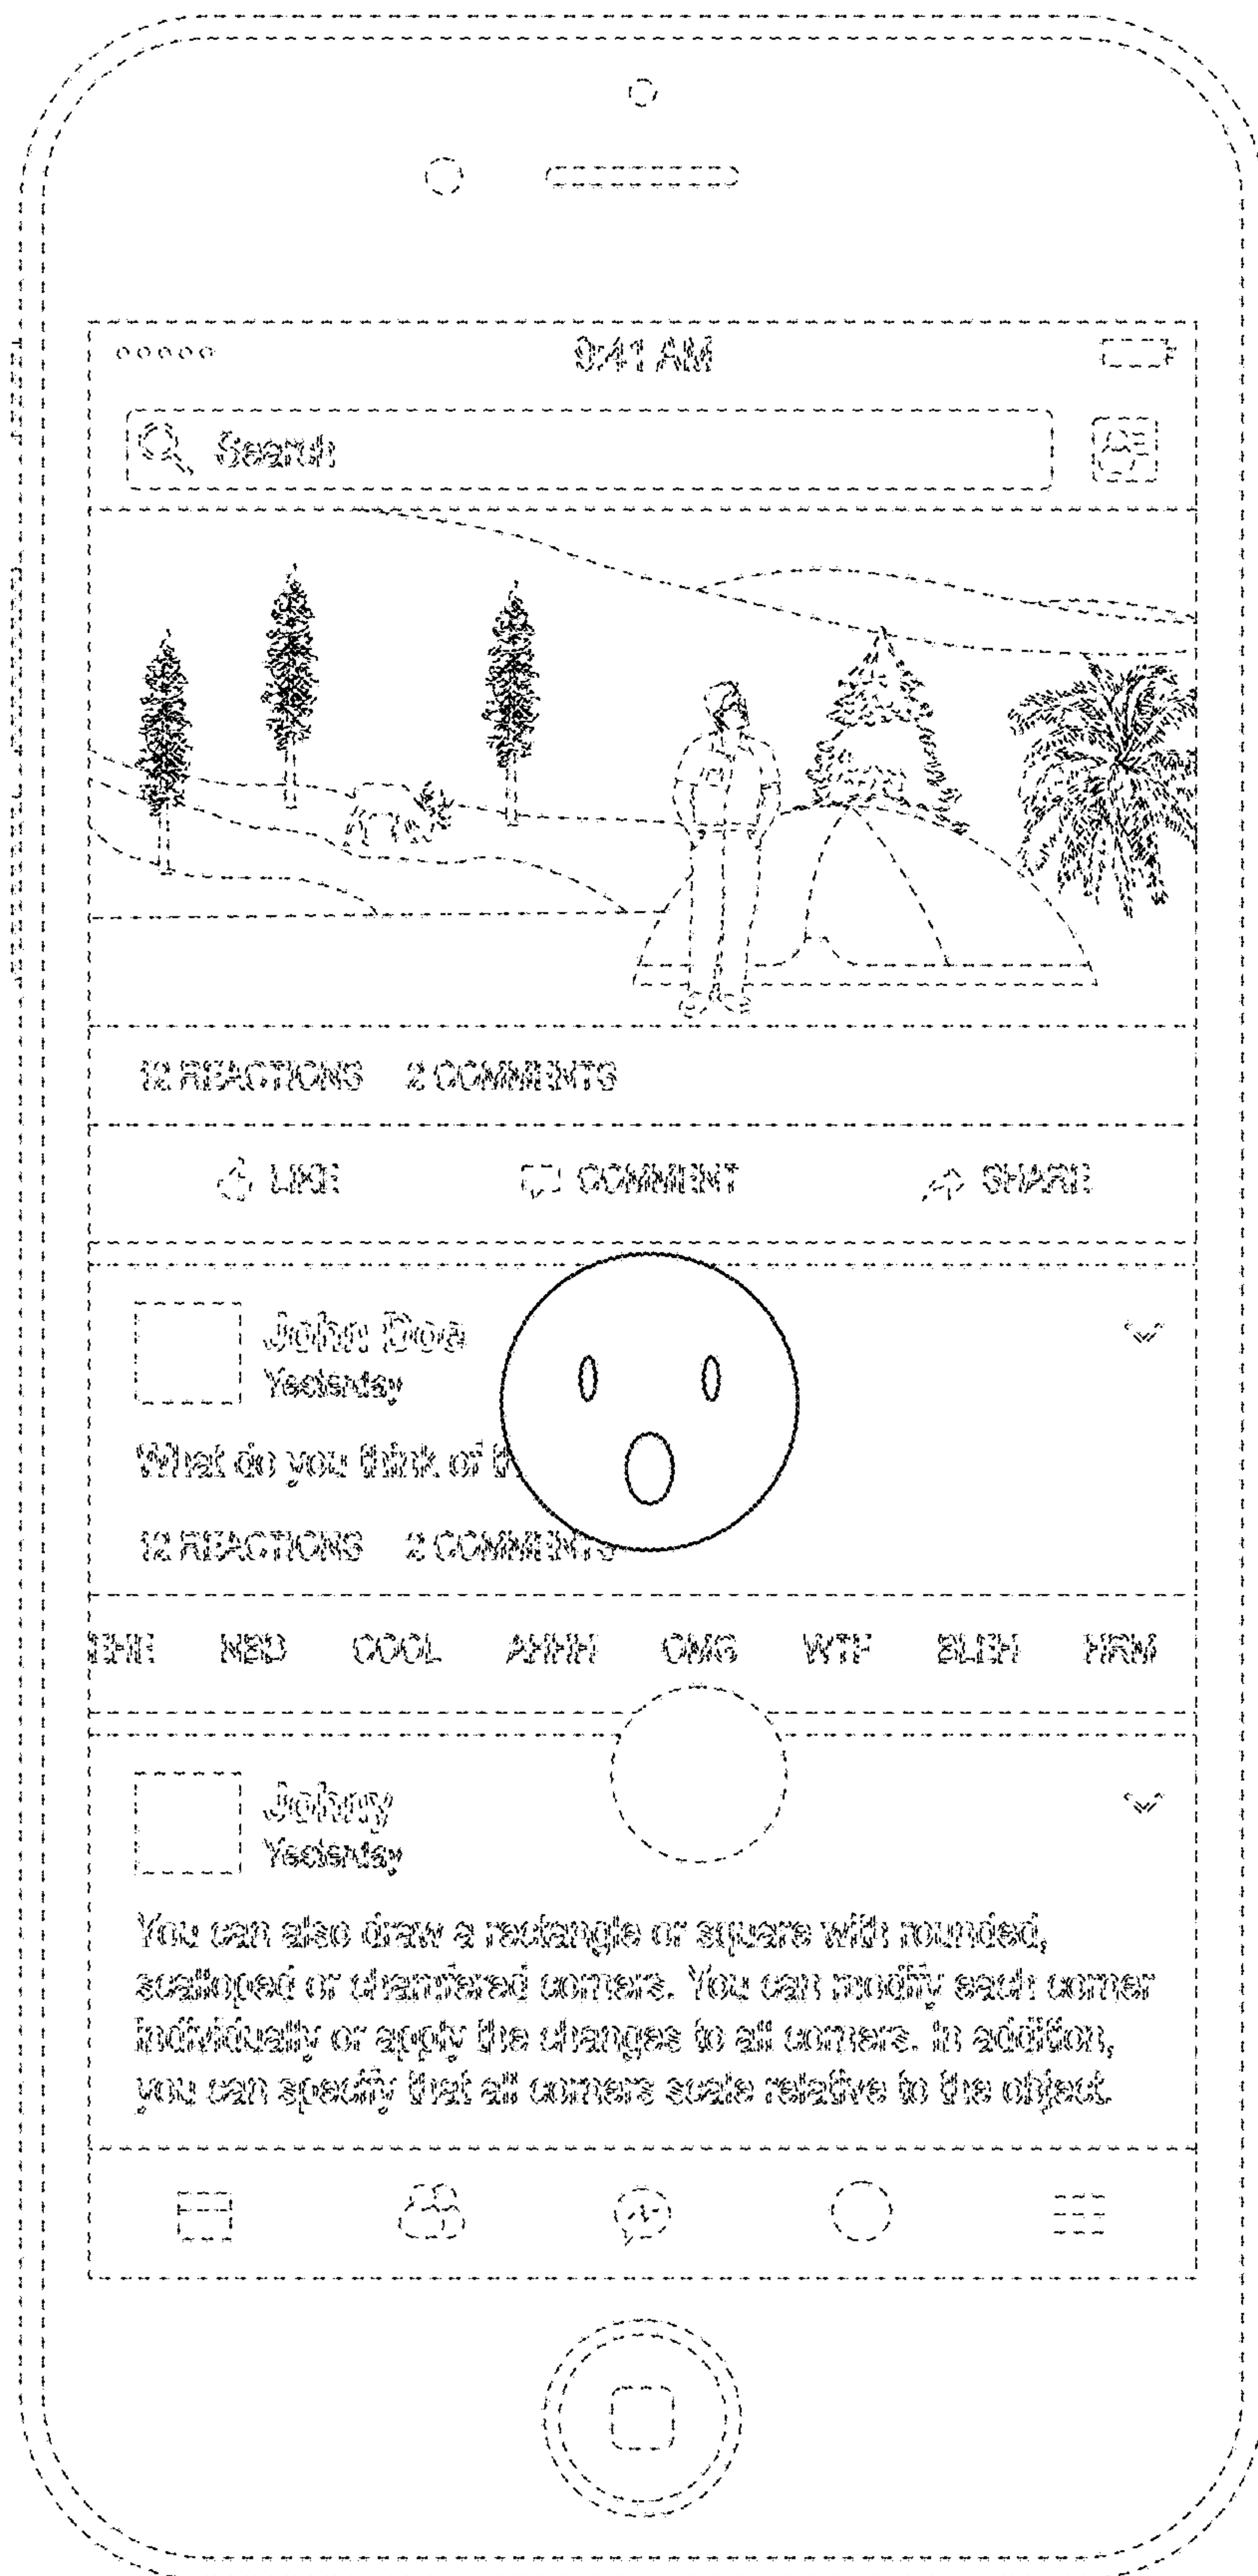 9:41 AM
Search
12 REACTIONS 2 COMMENTS
LIKE COMMENT SHARE
John Doe
Yesterday
What do you think of th
12 REACTIONS 2 COMMENTS
NBD COOL AHHH OMG WTF BLEH HRM
Johny
Yesterday
You can also draw a rectangle or square with rounded,
scalloped or chamfered corners. You can modify each corner
individually or apply the changes to all corners. In addition,
you can specify that all corners scale relative to the object.